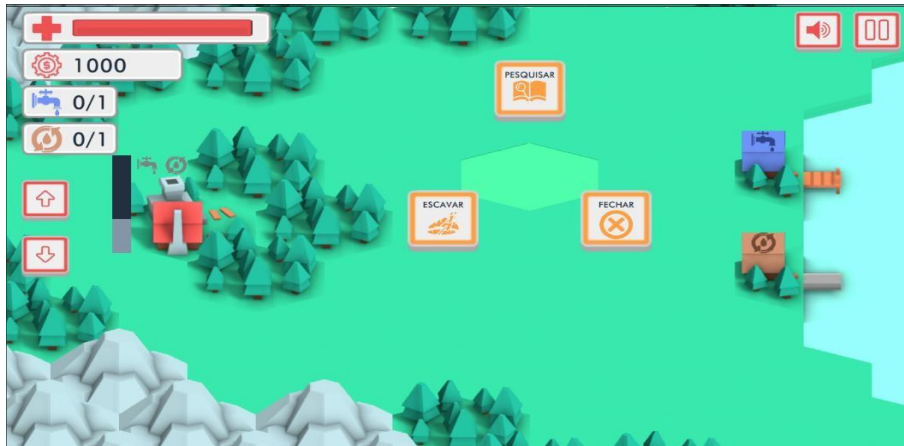 1000
0/1
0/1
PESQUISAR
ESCAVAR
FECHAR